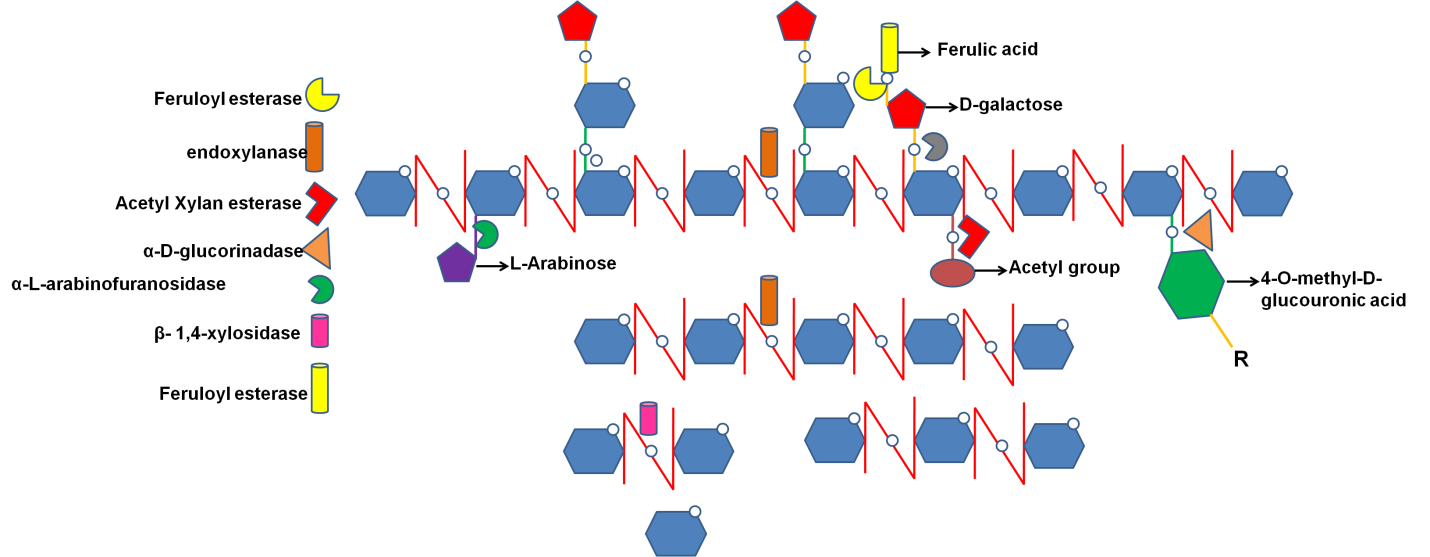 Feruloyl esterase
endoxylanase
Acetyl Xylan esterase
α-D-glucorinadase
α-L-arabinofuranosidase
β- 1,4-xylosidase
Feruloyl esterase
Ferulic acid
D-galactose
L-Arabinose
Acetyl group
4-O-methyl-D-
glucouronic acid
R